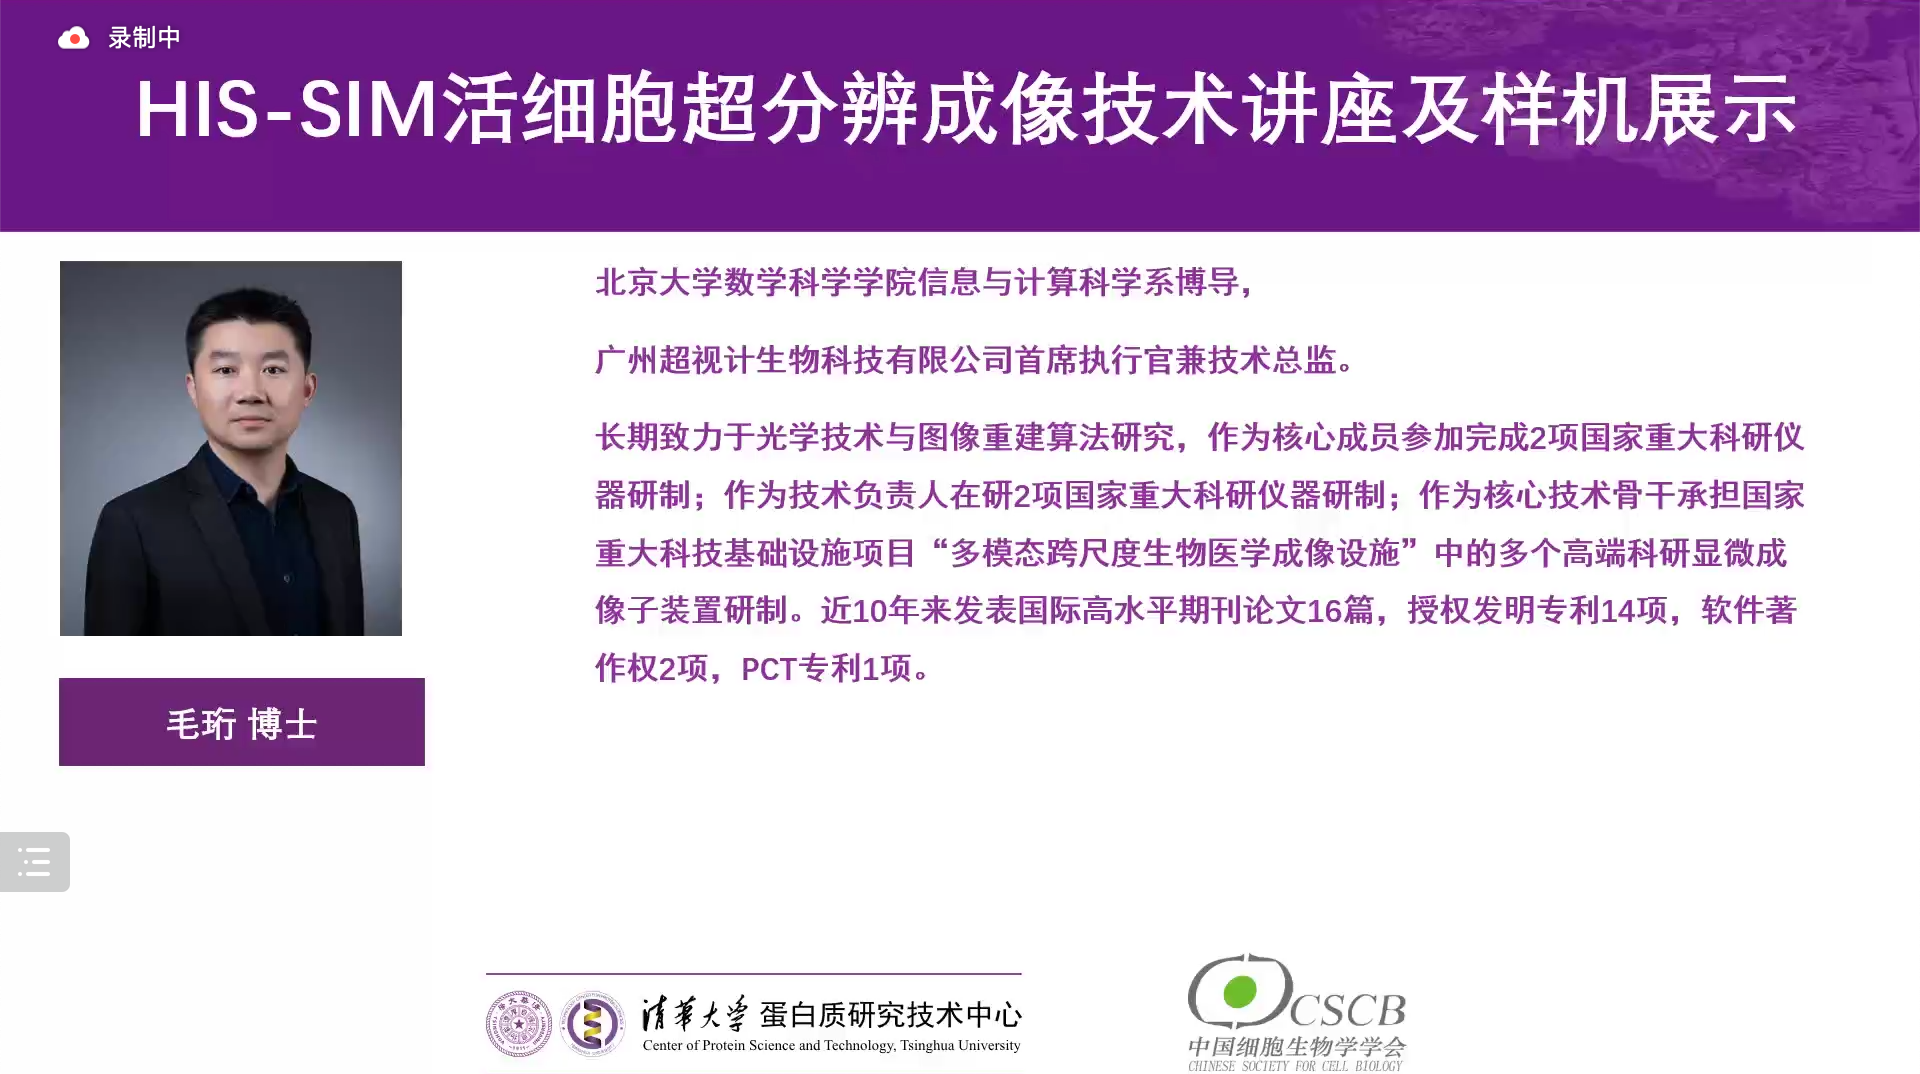 录制中
HIS-SIM活细胞超分辨成像技术讲座及样机展示
北京大学数学科学学院信息与计算科学系博导，
广州超视计生物科技有限公司首席执行官兼技术总监。
长期致力于光学技术与图像重建算法研究，作为核心成员参加完成2项国家重大科研仪
器研制；作为技术负责人在研2项国家重大科研仪器研制；作为核心技术骨干承担国家
重大科技基础设施项目“多模态跨尺度生物医学成像设施”中的多个高端科研显微成
像子装置研制。近10年来发表国际高水平期刊论文16篇，授权发明专利14项，软件著
作权2项，PCT专利1项。
毛珩 博士
清華大学 蛋白质研究技术中心
Center of Protein Science and Technology, Tsinghua University
CSCB
中国细胞生物学学会
CHINESE SOCIETY FOR CELL BIOLOGY